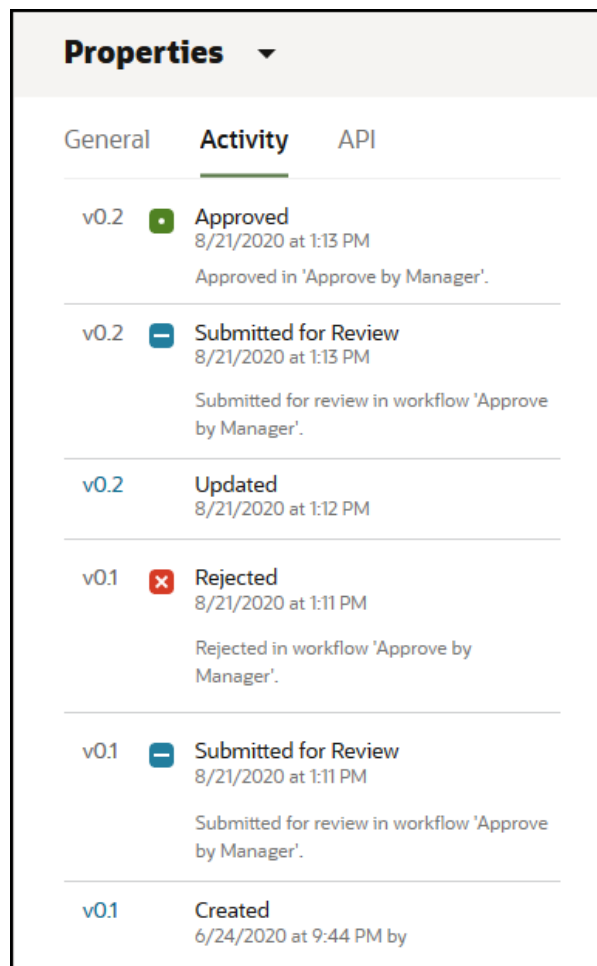 Properties
General Activity API
v0.2 Approved
8/21/2020 at 1:13 PM
Approved in 'Approve by Manager'.
v0.2 Submitted for Review
8/21/2020 at 1:13 PM
Submitted for review in workflow 'Approve
by Manager'.
v0.2 Updated
8/21/2020 at 1:12 PM
v0.1 Rejected
8/21/2020 at 1:11 PM
Rejected in workflow 'Approve by
Manager'.
v0.1 Submitted for Review
8/21/2020 at 1:11 PM
Submitted for review in workflow 'Approve
by Manager'.
v0.1 Created
6/24/2020 at 9:44 PM by